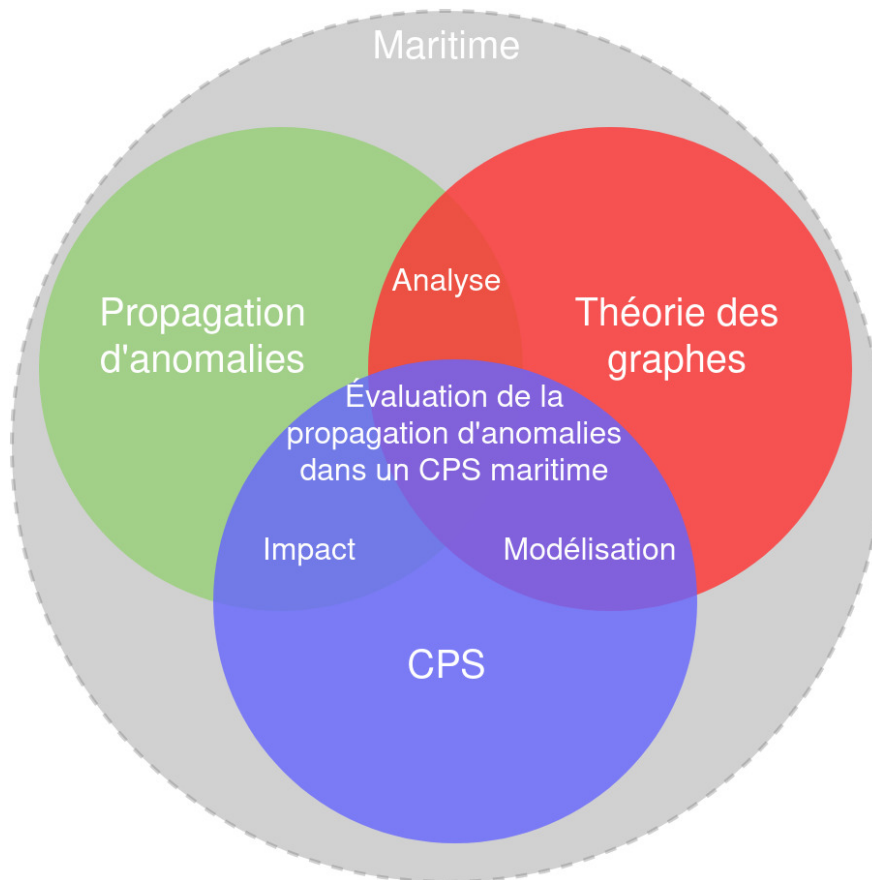 Maritime
Analyse
Propagation
d'anomalies
Théorie des
graphes
Évaluation de la
propagation d'anomalies
dans un CPS maritime
Impact
Modélisation
CPS